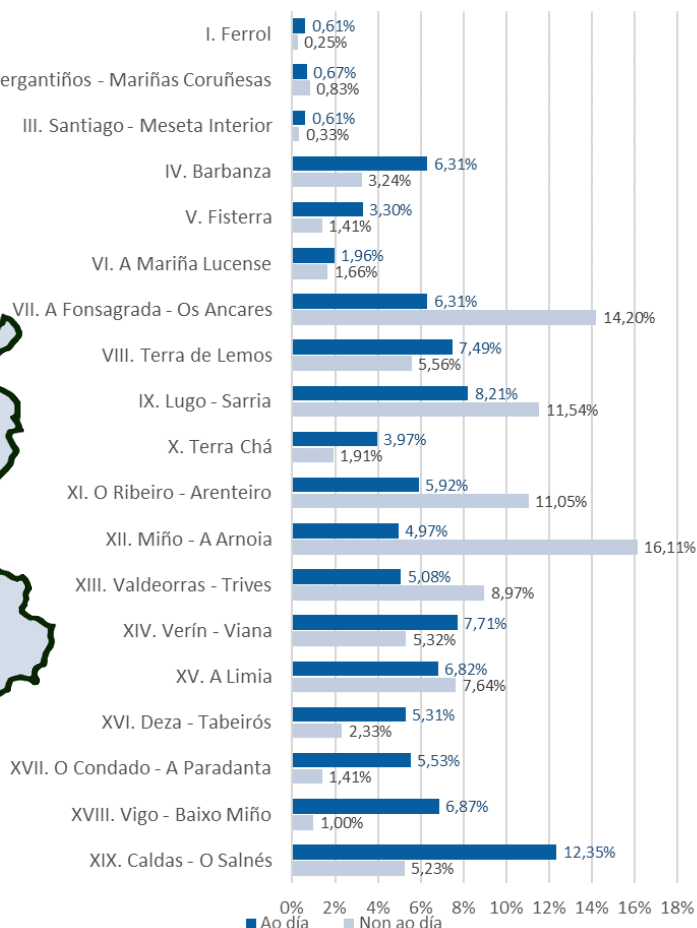 I. Ferrol 0,61% 0,25%
ergantiños - Mariñas Coruñesas 0,67% 0,83%
III. Santiago - Meseta Interior 0,61% 0,33%
IV. Barbanza 6,31% 3,24%
V. Fisterra 3,30% 1,41%
VI. A Mariña Lucense 1,96% 1,66%
VII. A Fonsagrada - Os Ancares 6,31% 14,20%
VIII. Terra de Lemos 7,49% 5,56%
IX. Lugo - Sarria 8,21% 11,54%
X. Terra Chá 3,97% 1,91%
XI. O Ribeiro - Arenteiro 5,92% 11,05%
XII. Miño - A Arnoia 4,97% 16,11%
XIII. Valdeorras - Trives 5,08% 8,97%
XIV. Verín - Viana 7,71% 5,32%
XV. A Limia 6,82% 7,64%
XVI. Deza - Tabeirós 5,31% 2,33%
XVII. O Condado - A Paradanta 5,53% 1,41%
XVIII. Vigo - Baixo Miño 6,87% 1,00%
XIX. Caldas - O Salnés 12,35% 5,23%
0% 2% 4% 6% 8% 10% 12% 14% 16% 18%
Ao día Non ao día